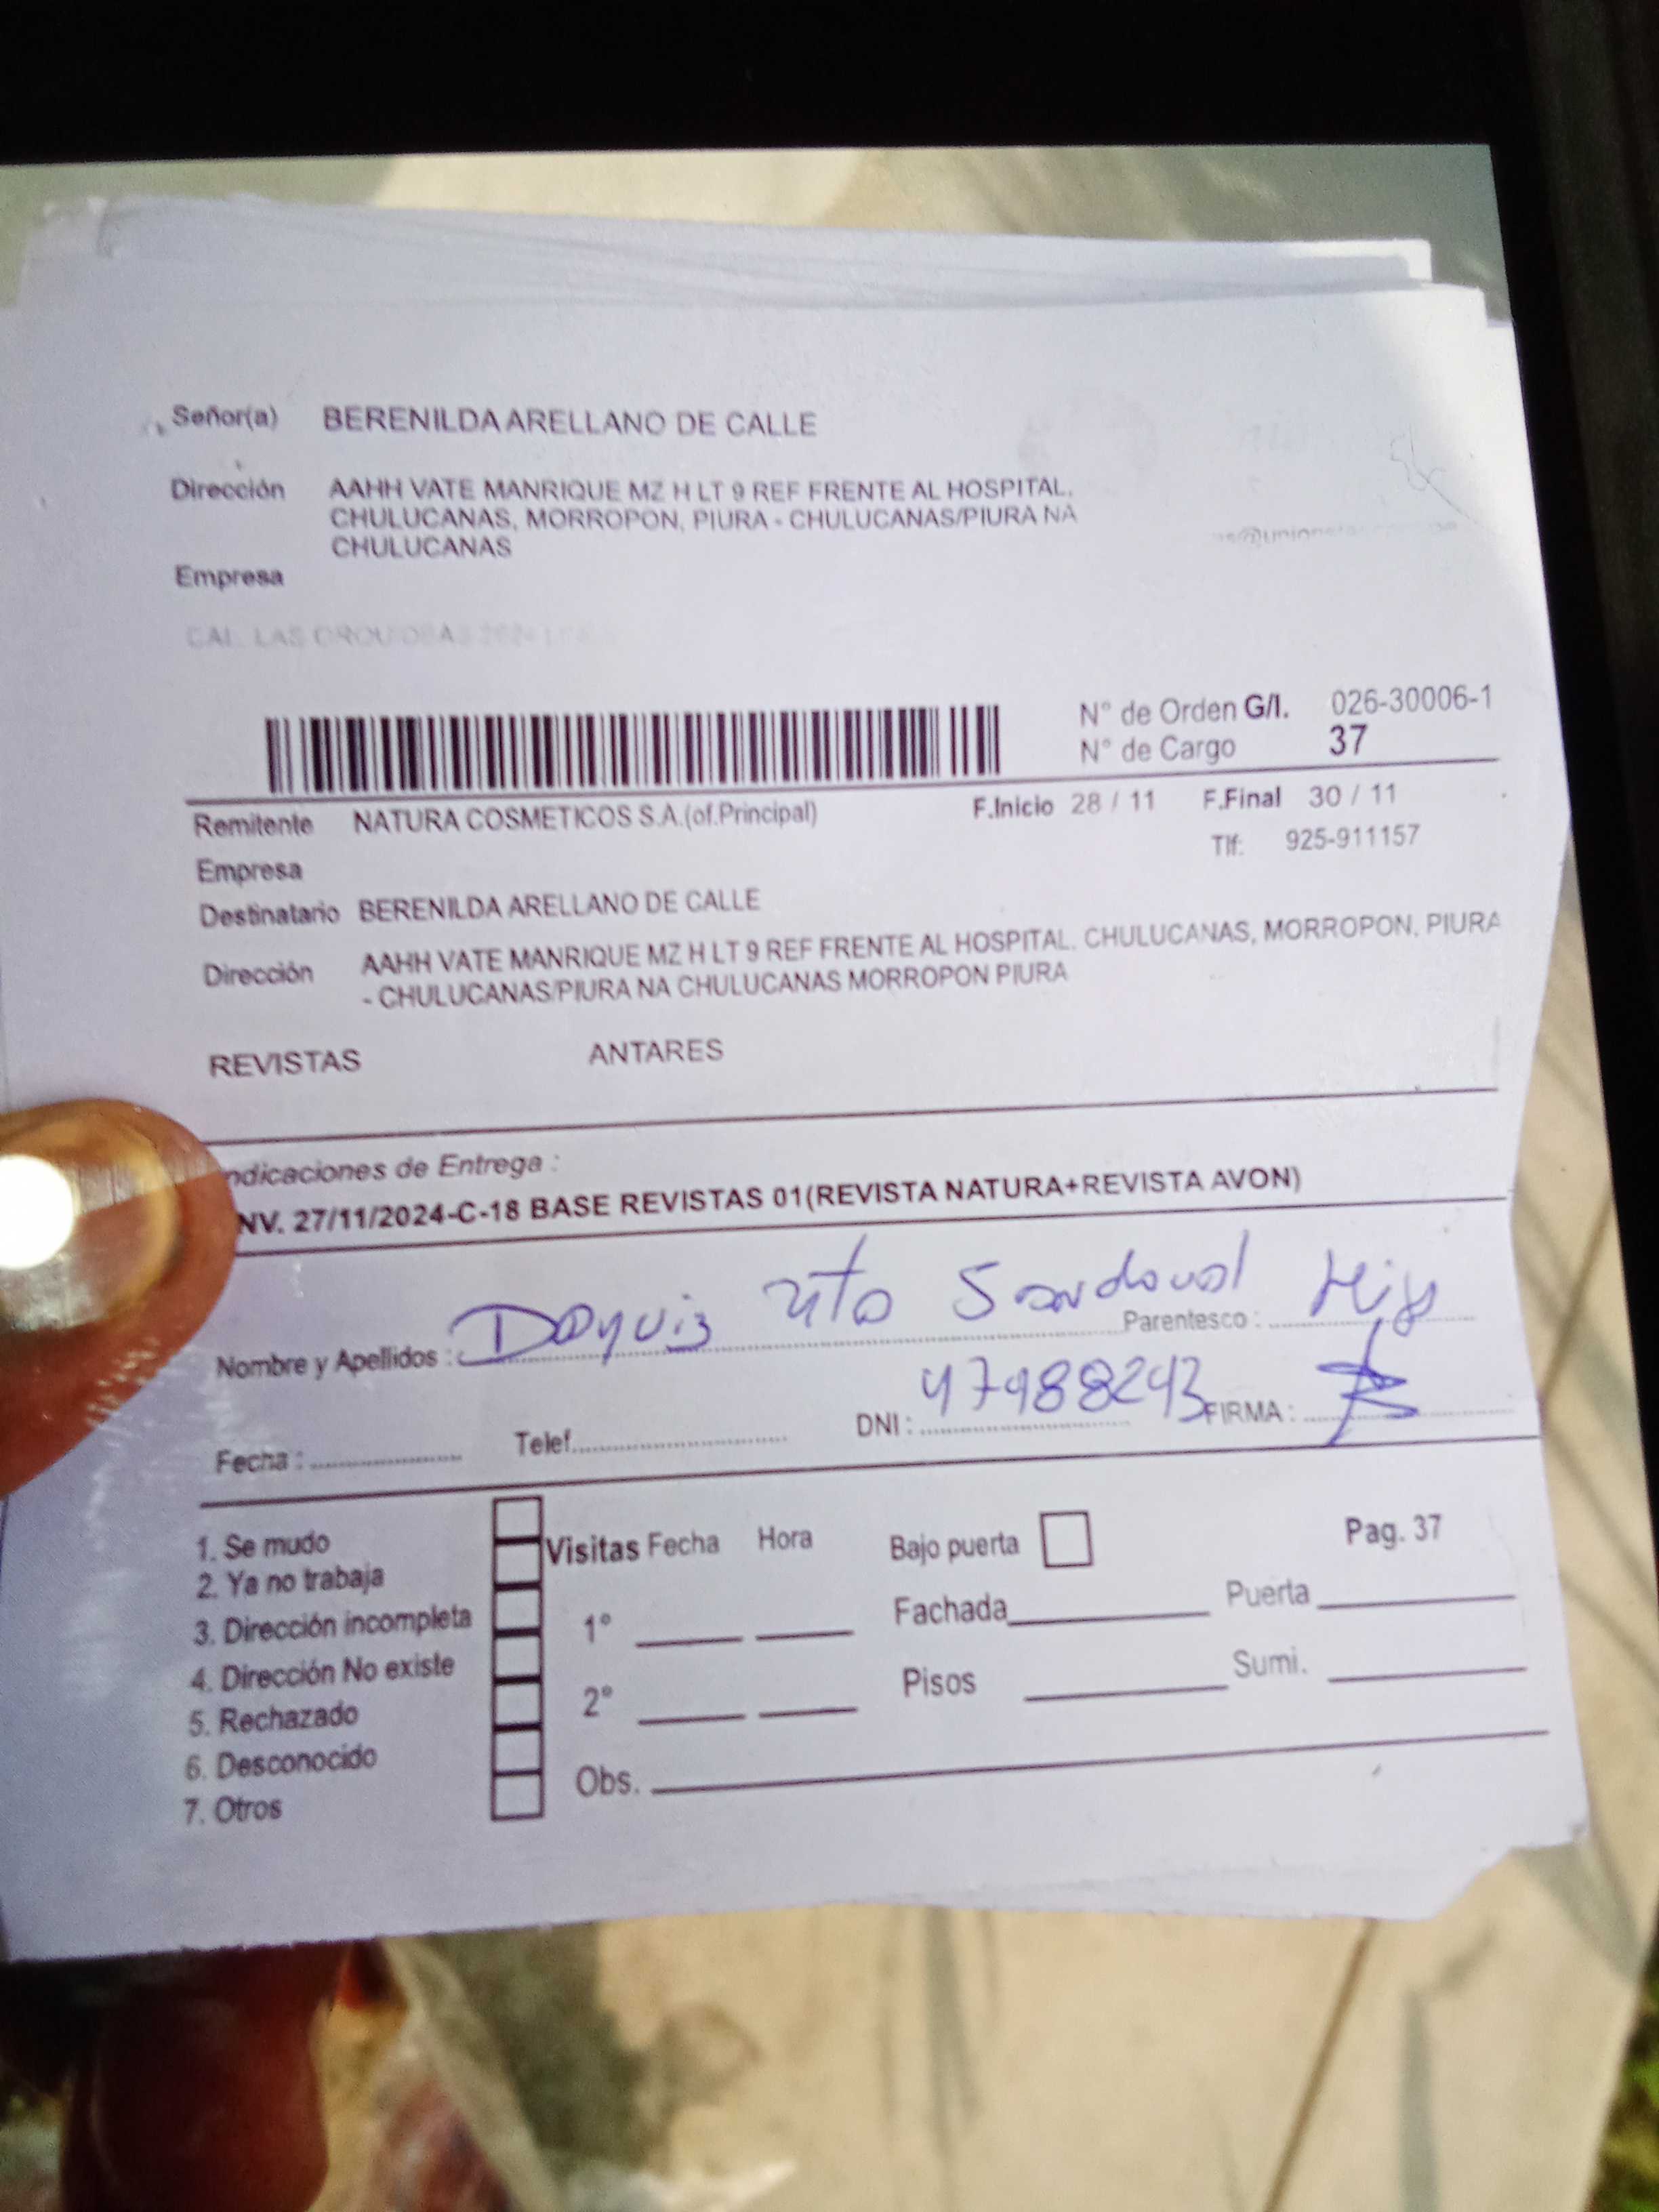 Señor(a) BERENILDA ARELLANO DE CALLE
Dirección AAHH VATE MANRIQUE MZ H LT 9 REF FRENTE AL HOSPITAL,
CHULUCANAS, MORROPON, PIURA - CHULUCANAS/PIURA NA
CHULUCANAS
Empresa
N° de Orden G/I. 026-30006-1
N° de Cargo 37
Remitente NATURA COSMETICOS S.A.(of.Principal) F.Inicio 28 / 11 F.Final 30 / 11
Empresa Tlf: 925-911157
Destinatario BERENILDA ARELLANO DE CALLE
Dirección AAHH VATE MANRIQUE MZ H LT 9 REF FRENTE AL HOSPITAL, CHULUCANAS, MORROPON, PIURA
- CHULUCANAS/PIURA NA CHULUCANAS MORROPON PIURA
REVISTAS ANTARES
ndicaciones de Entrega :
NV. 27/11/2024-C-18 BASE REVISTAS 01(REVISTA NATURA+REVISTA AVON)
Nombre y Apellidos : Sandoval Parentesco :
Fecha : Telef. DNI : 47988243 FIRMA :
1. Se mudo Visitas Fecha Hora Bajo puerta Pag. 37
2. Ya no trabaja
3. Dirección incompleta 1° Fachada Puerta
4. Dirección No existe
5. Rechazado 2° Pisos Sumi.
6. Desconocido
7. Otros Obs.